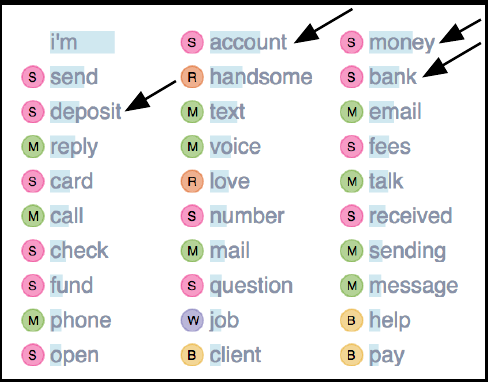 i'm S account S money
S send R handsome S bank
S deposit M text M email
M reply M voice S fees
S card R love M talk
M call S number S received
S check M mail M sending
S fund S question M message
M phone W job B help
S open B client B pay